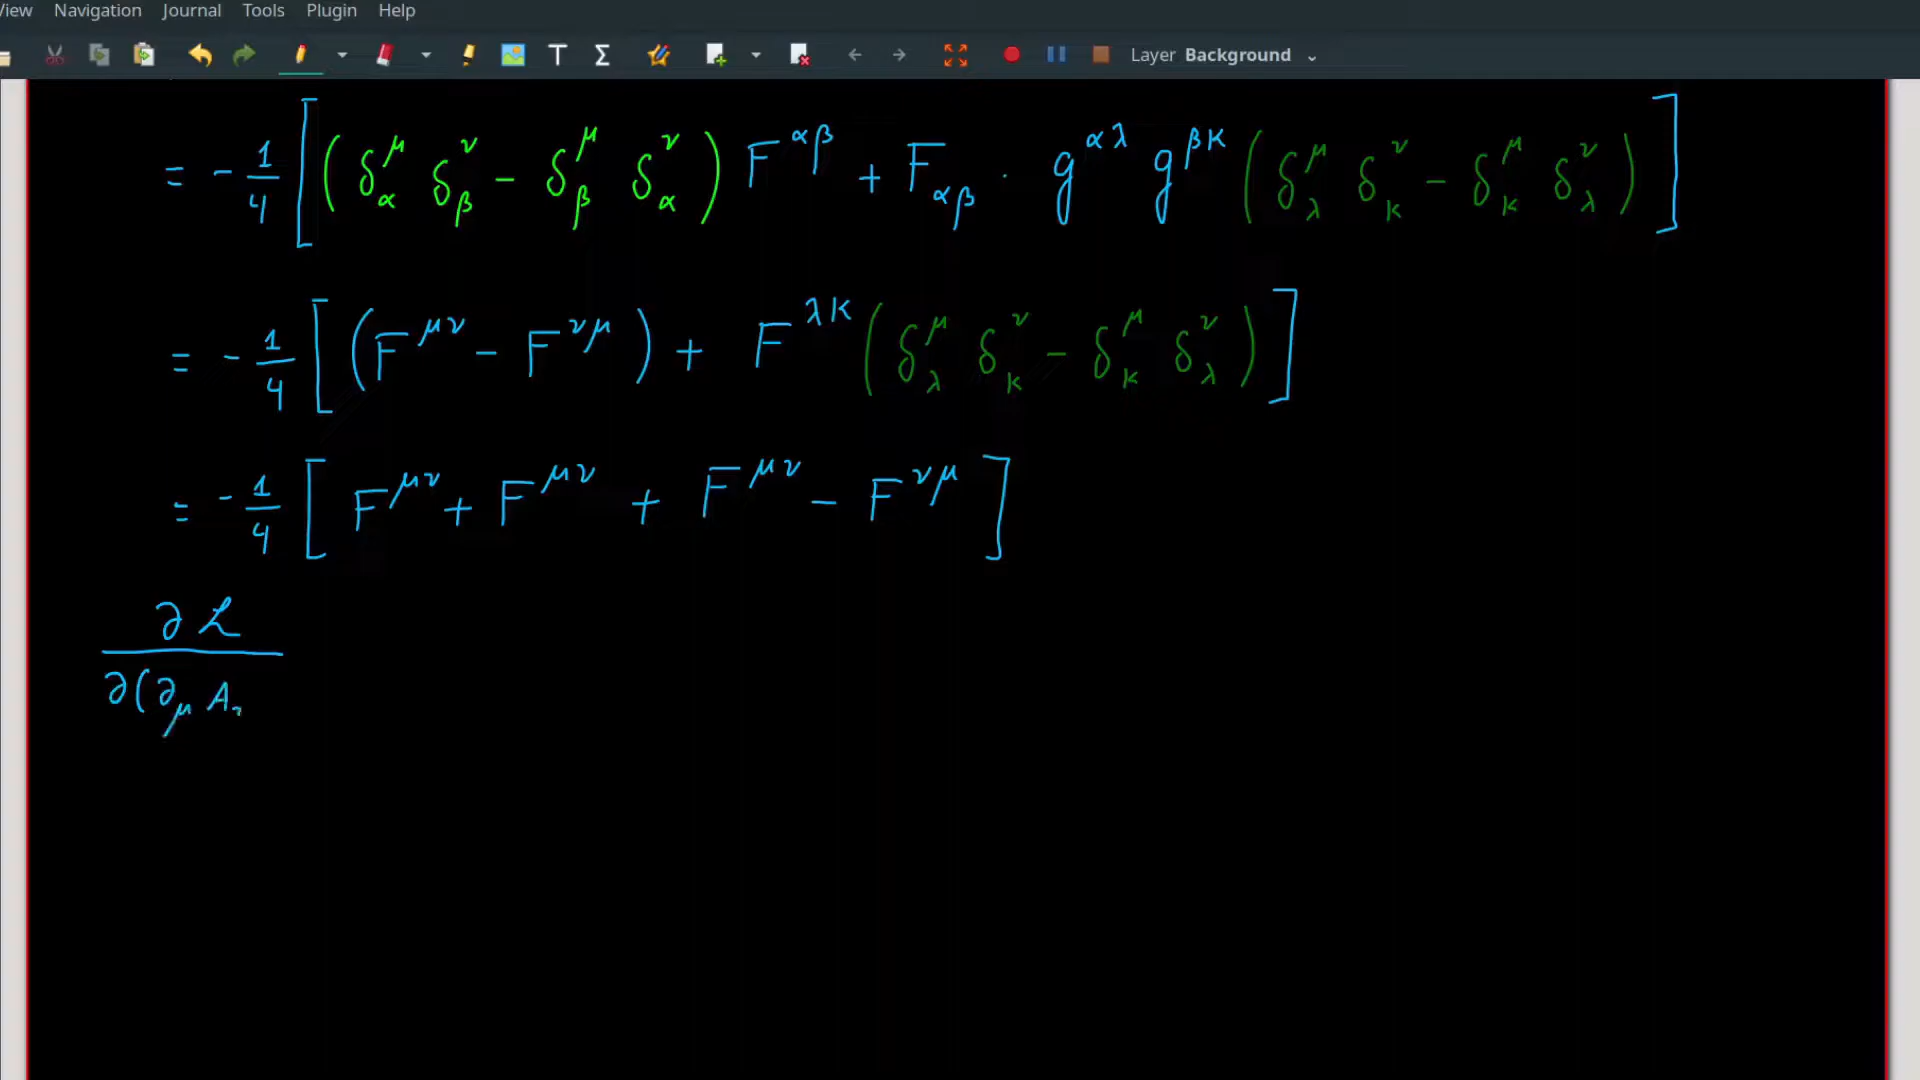 View Navigation Journal Tools Plugin Help
T Σ Layer Background
= - 1/4 [ ( δ^μ_α δ^ν_β - δ^μ_β δ^ν_α ) F^{αβ} + F_{αβ} · g^{αλ} g^{βκ} ( δ^μ_λ δ^ν_κ - δ^μ_κ δ^ν_λ ) ]
= - 1/4 [ ( F^{μν} - F^{νμ} ) + F^{λκ} ( δ^μ_λ δ^ν_κ - δ^μ_κ δ^ν_λ ) ]
= - 1/4 [ F^{μν} + F^{μν} + F^{μν} - F^{νμ} ]
∂ ℒ
∂(∂_μ A